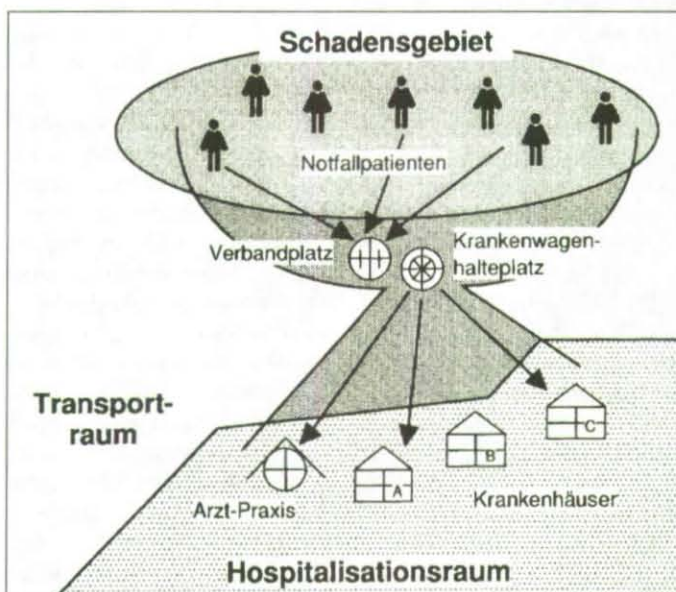 Schadensgebiet
Notfallpatienten
Verbandplatz
Krankenwagen-
halteplatz
Transport-
raum
A
B
C
Arzt-Praxis
Krankenhäuser
Hospitalisationsraum